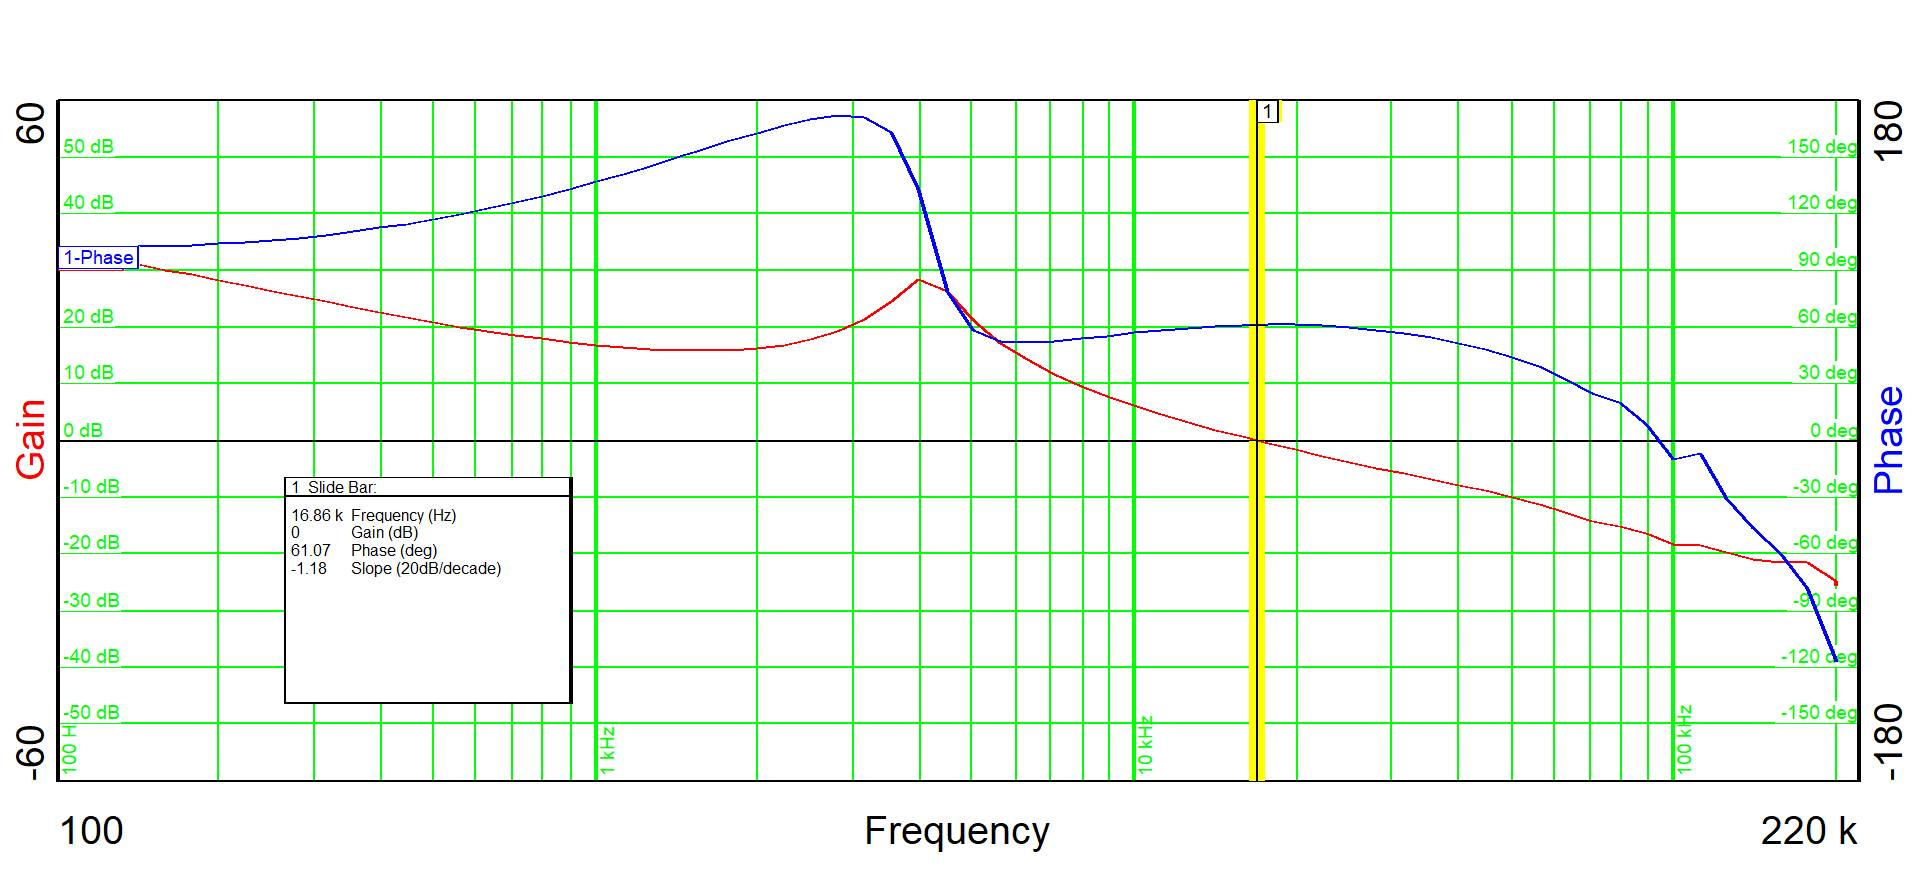 60
180
Gain
Phase
-60
-180
50 dB
40 dB
20 dB
10 dB
0 dB
-10 dB
-20 dB
-30 dB
-40 dB
-50 dB
150 deg
120 deg
90 deg
60 deg
30 deg
0 deg
-30 deg
-60 deg
-90 deg
-120 deg
-150 deg
1-Phase
1
1 Slide Bar:
16.86 k Frequency (Hz)
0 Gain (dB)
61.07 Phase (deg)
-1.18 Slope (20dB/decade)
100 H
1 kHz
10 kHz
100 kHz
100
Frequency
220 k